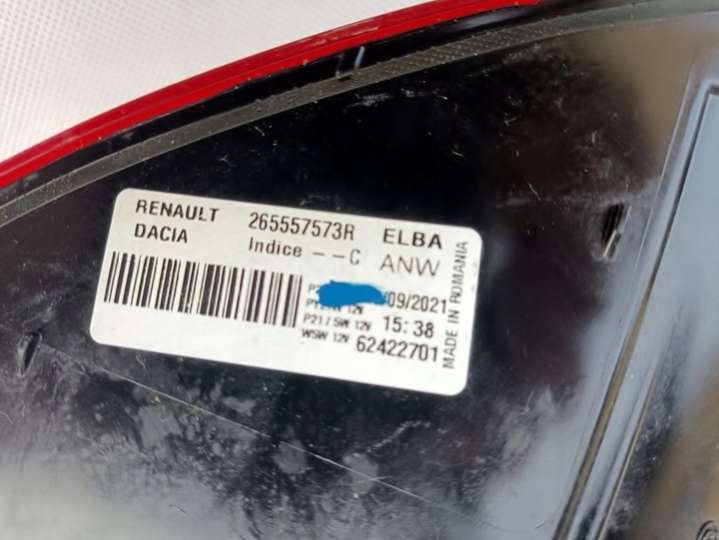 RENAULT 265557573R ELBA
DACIA Indice --C ANW
/09/2021
12V
P21/5W 12V 15:38
W5W 12V 62422701
MADE IN ROMANIA